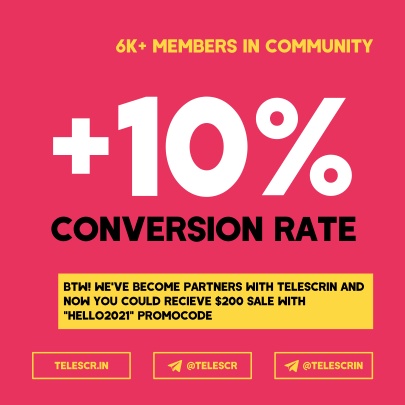 6K+ MEMBERS IN COMMUNITY
+10%
CONVERSION RATE
BTW! WE'VE BECOME PARTNERS WITH TELESCRIN AND
NOW YOU COULD RECIEVE $200 SALE WITH
"HELLO2021" PROMOCODE
TELESCR.IN
@TELESCR
@TELESCRIN